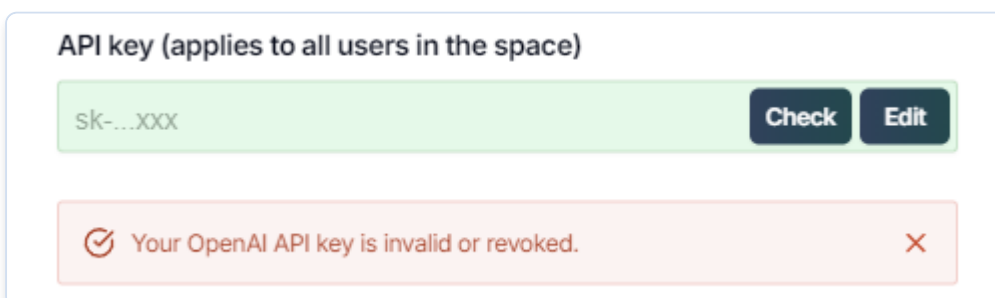 API key (applies to all users in the space)
sk-...xxx
Check
Edit
Your OpenAI API key is invalid or revoked.